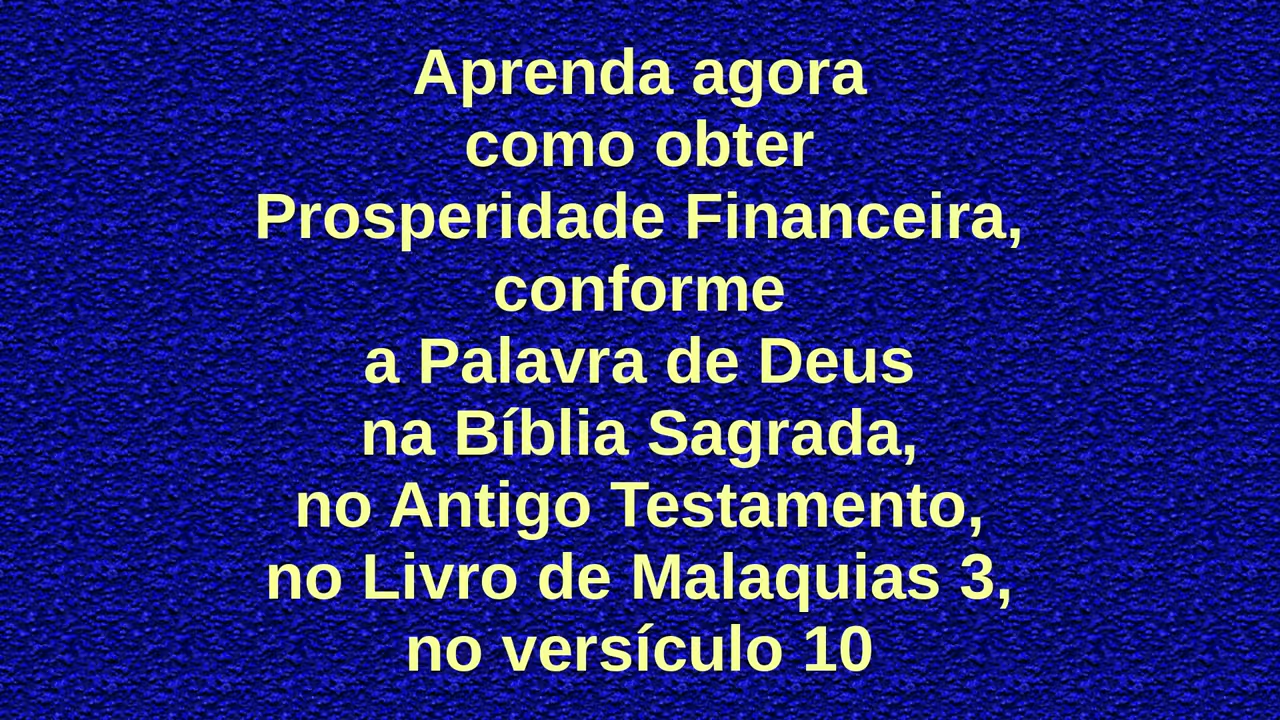 Aprenda agora
como obter
Prosperidade Financeira,
conforme
a Palavra de Deus
na Bíblia Sagrada,
no Antigo Testamento,
no Livro de Malaquias 3,
no versículo 10